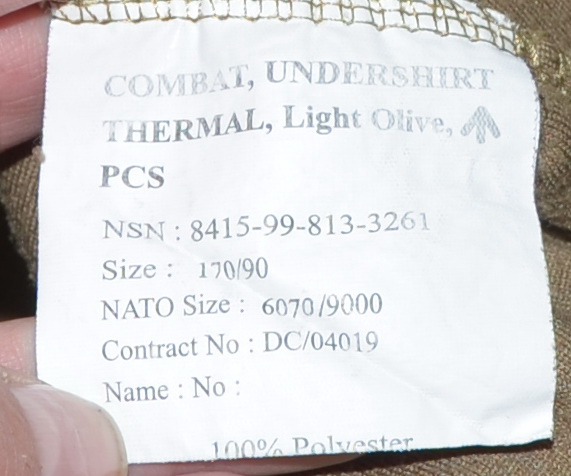 COMBAT, UNDERSHIRT
THERMAL, Light Olive,
PCS
NSN : 8415-99-813-3261
Size : 170/90
NATO Size : 6070/9000
Contract No : DC/04019
Name : No :
100% Polyester